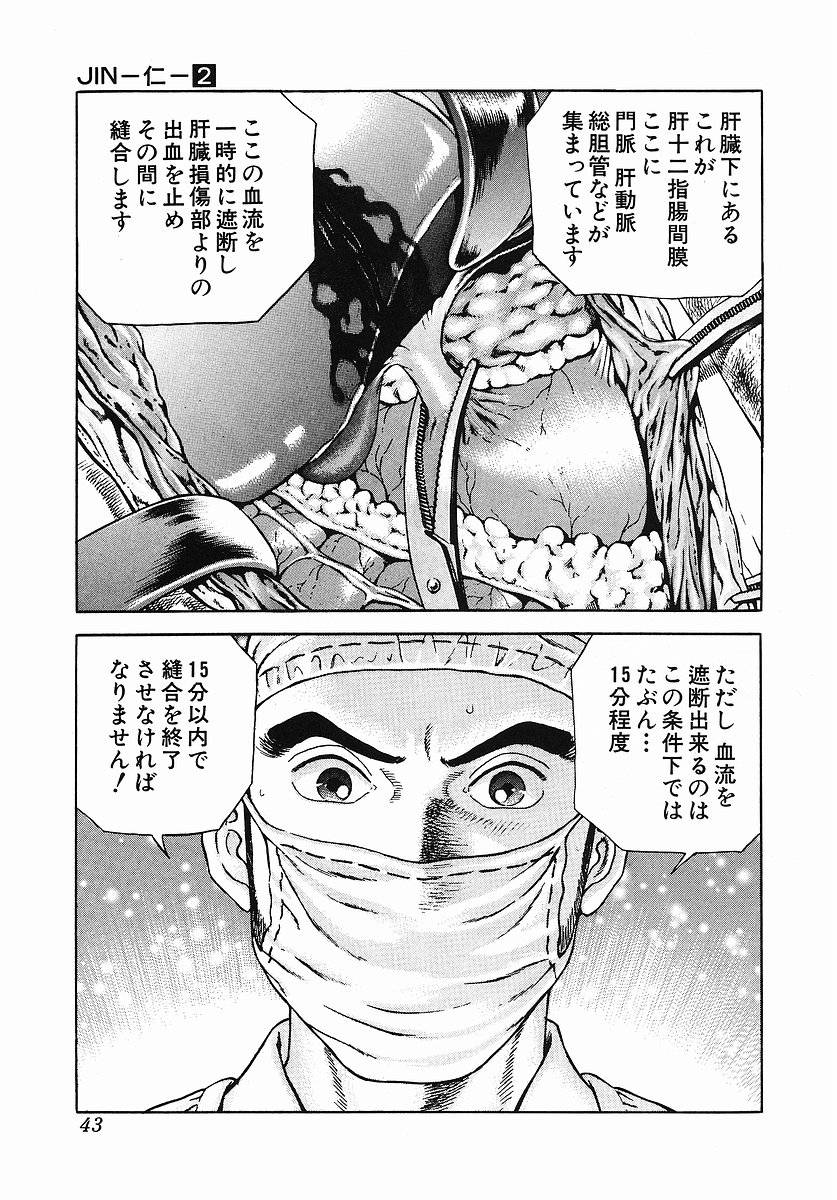 JIN－仁－2
肝臓下にある
これが
肝十二指腸間膜
ここに
門脈 肝動脈
総胆管などが
集まっています
ここの血流を
一時的に遮断し
肝臓損傷部よりの
出血を止め
その間に
縫合します
ただし 血流を
遮断出来るのは
この条件下では
たぶん…
15分程度
15分以内で
縫合を終了
させなければ
なりません！
43